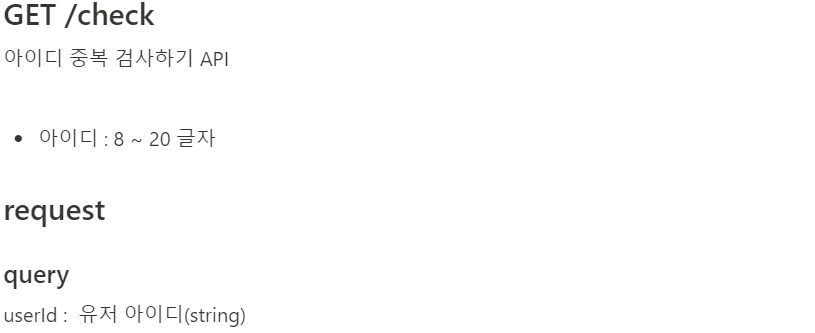 GET /check
아이디 중복 검사하기 API
• 아이디 : 8 ~ 20 글자
request
query
userId : 유저 아이디(string)